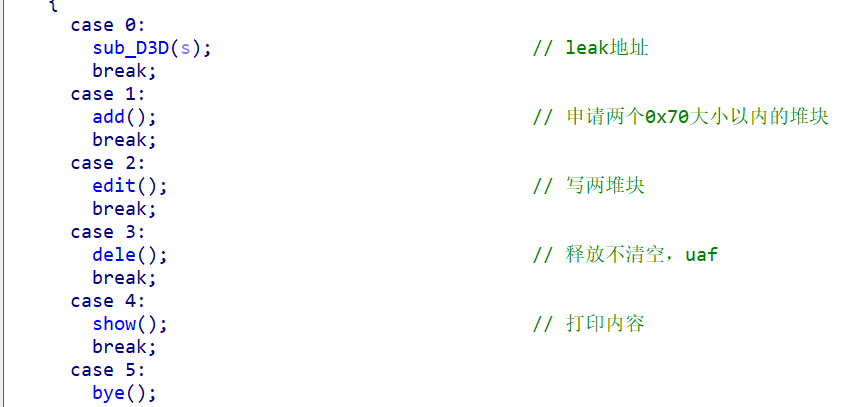 {
case 0:
sub_D3D(s); // leak地址
break;
case 1:
add(); // 申请两个0x70大小以内的堆块
break;
case 2:
edit(); // 写两堆块
break;
case 3:
dele(); // 释放不清空，uaf
break;
case 4:
show(); // 打印内容
break;
case 5:
bye();